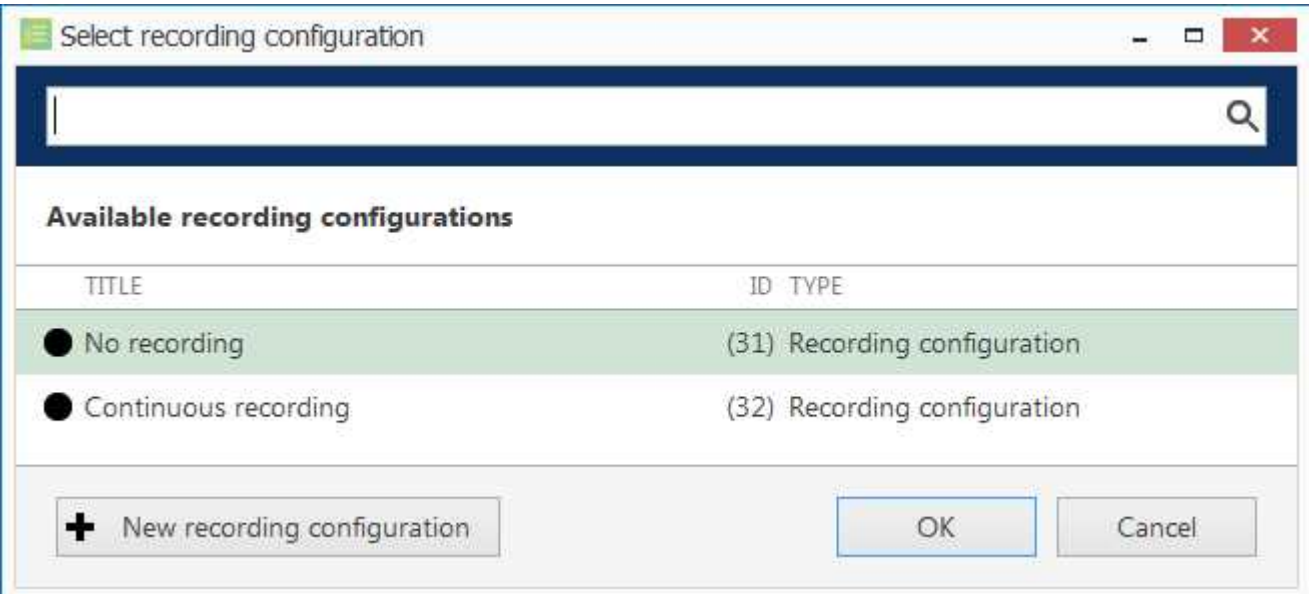 Select recording configuration
Available recording configurations
TITLE ID TYPE
No recording (31) Recording configuration
Continuous recording (32) Recording configuration
New recording configuration OK Cancel